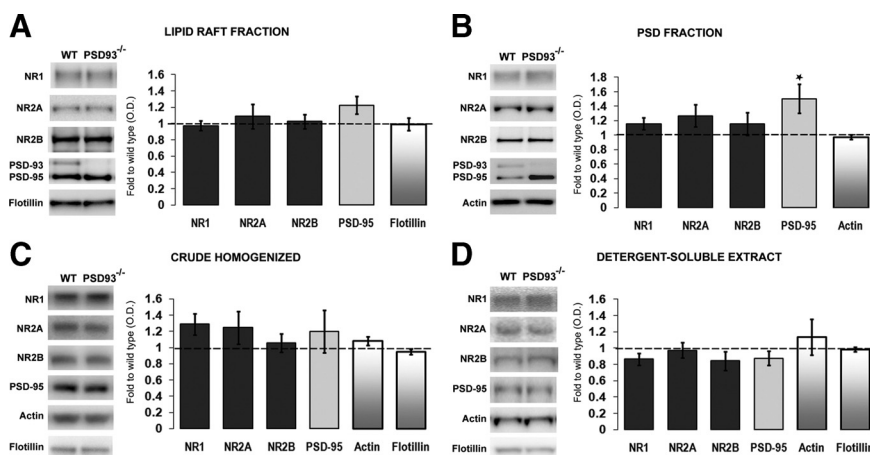 A
LIPID RAFT FRACTION
WT PSD93-/-
NR1
NR2A
NR2B
PSD-93
PSD-95
Flotillin
Fold to wild type (O.D.)
1.6
1.4
1.2
1
0.8
0.6
0.4
0.2
0
NR1 NR2A NR2B PSD-95 Flotillin
B
PSD FRACTION
WT PSD93-/-
NR1
NR2A
NR2B
PSD-93
PSD-95
Actin
Fold to wild type (O.D.)
1.8
1.6
1.4
1.2
1
0.8
0.6
0.4
0.2
0
★
NR1 NR2A NR2B PSD-95 Actin
C
CRUDE HOMOGENIZED
WT PSD93-/-
NR1
NR2A
NR2B
PSD-95
Actin
Flotillin
Fold to wild type (O.D.)
1.6
1.4
1.2
1
0.8
0.6
0.4
0.2
0
NR1 NR2A NR2B PSD-95 Actin Flotillin
D
DETERGENT-SOLUBLE EXTRACT
WT PSD93-/-
NR1
NR2A
NR2B
PSD-95
Actin
Flotillin
Fold to wild type (O.D.)
1.6
1.4
1.2
1
0.8
0.6
0.4
0.2
0
NR1 NR2A NR2B PSD-95 Actin Flotillin